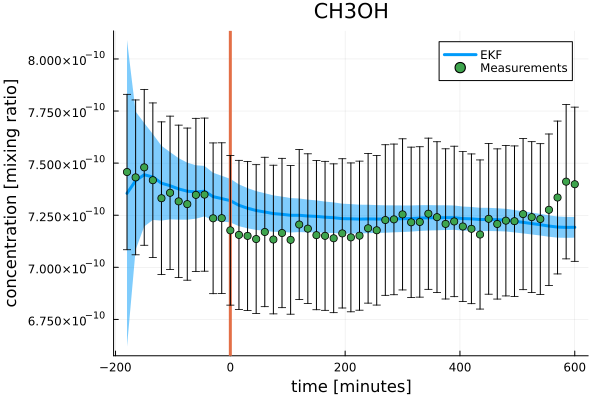 CH3OH
EKF
Measurements
8.000×10⁻¹⁰
7.750×10⁻¹⁰
7.500×10⁻¹⁰
7.250×10⁻¹⁰
7.000×10⁻¹⁰
6.750×10⁻¹⁰
concentration [mixing ratio]
−200 0 200 400 600
time [minutes]